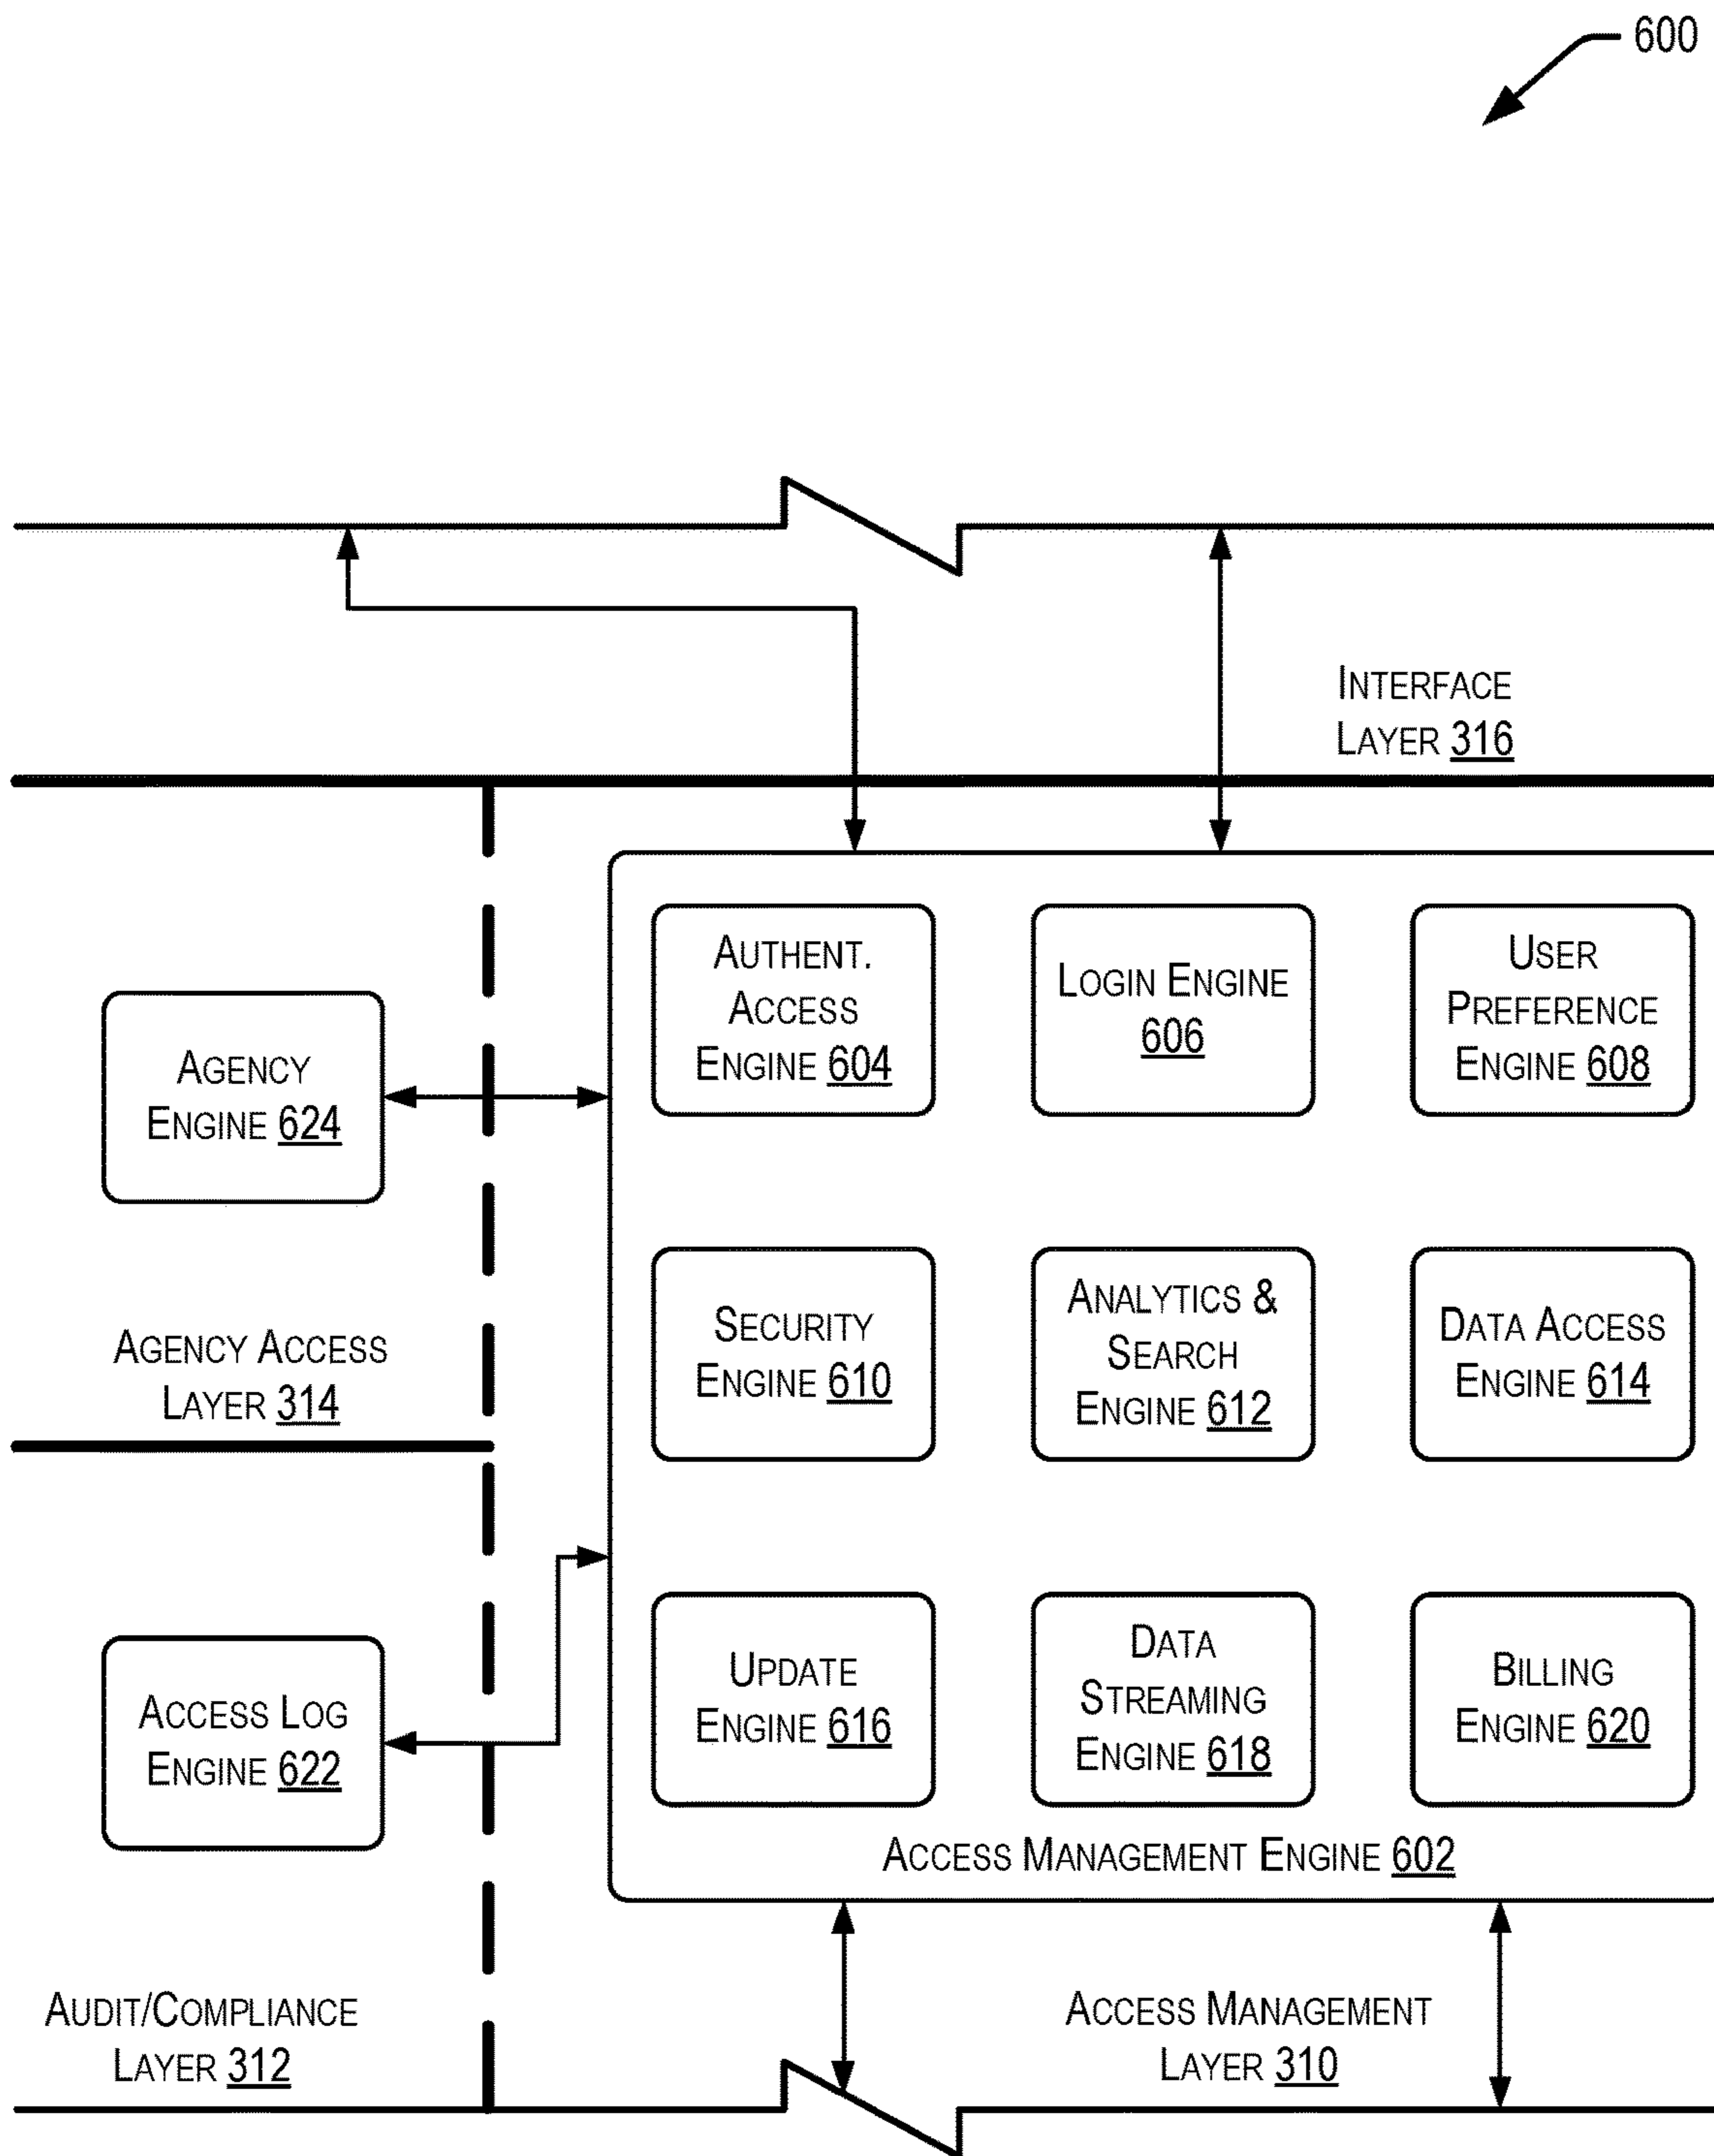 600
INTERFACE
LAYER 316
AUTHENT.
ACCESS
ENGINE 604
LOGIN ENGINE
606
USER
PREFERENCE
ENGINE 608
AGENCY
ENGINE 624
SECURITY
ENGINE 610
ANALYTICS &
SEARCH
ENGINE 612
DATA ACCESS
ENGINE 614
AGENCY ACCESS
LAYER 314
UPDATE
ENGINE 616
DATA
STREAMING
ENGINE 618
BILLING
ENGINE 620
ACCESS LOG
ENGINE 622
ACCESS MANAGEMENT ENGINE 602
AUDIT/COMPLIANCE
LAYER 312
ACCESS MANAGEMENT
LAYER 310